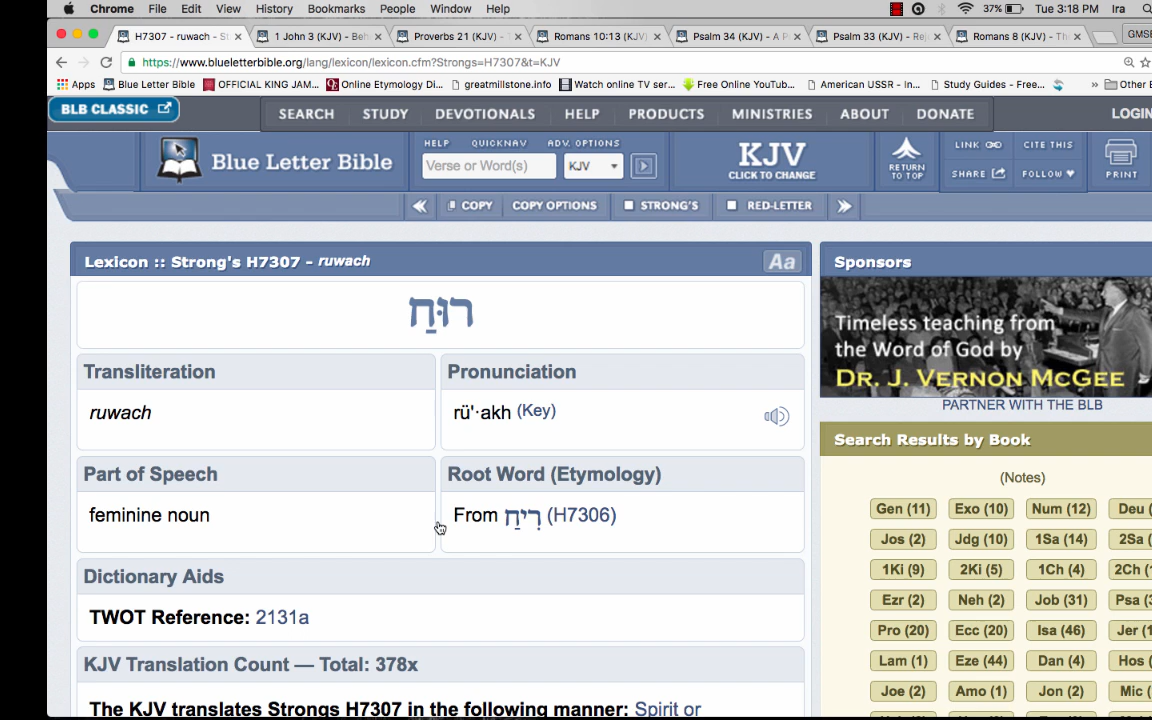 Chrome File Edit View History Bookmarks People Window Help 37% Tue 3:18 PM Ira
H7307 - ruwach - St 1 John 3 (KJV) - Beh Proverbs 21 (KJV) - Romans 10:13 (KJV) Psalm 34 (KJV) - A P Psalm 33 (KJV) - Rej Romans 8 (KJV) - Th GMSE
https://www.blueletterbible.org/lang/lexicon/lexicon.cfm?Strongs=H7307&t=KJV
Apps Blue Letter Bible OFFICIAL KING JAM... Online Etymology Di... greatmillstone.info Watch online TV ser... Free Online YouTub... American USSR - In... Study Guides - Free... » Other B
BLB CLASSIC SEARCH STUDY DEVOTIONALS HELP PRODUCTS MINISTRIES ABOUT DONATE LOGIN
HELP QUICKNAV ADV. OPTIONS
Blue Letter Bible Verse or Word(s) KJV
KJV
CLICK TO CHANGE
RETURN TO TOP
LINK CITE THIS
SHARE FOLLOW PRINT
COPY COPY OPTIONS STRONG'S RED-LETTER
Lexicon :: Strong's H7307 - ruwach Aa
רוּחַ
Transliteration Pronunciation
ruwach rü'·akh (Key)
Part of Speech Root Word (Etymology)
feminine noun From רִיחַ (H7306)
Dictionary Aids
TWOT Reference: 2131a
KJV Translation Count — Total: 378x
The KJV translates Strongs H7307 in the following manner: Spirit or
Sponsors
Timeless teaching from
the Word of God by
DR. J. VERNON MCGEE
PARTNER WITH THE BLB
Search Results by Book
(Notes)
Gen (11) Exo (10) Num (12) Deu (
Jos (2) Jdg (10) 1Sa (14) 2Sa (
1Ki (9) 2Ki (5) 1Ch (4) 2Ch (
Ezr (2) Neh (2) Job (31) Psa (
Pro (20) Ecc (20) Isa (46) Jer (1
Lam (1) Eze (44) Dan (4) Hos (
Joe (2) Amo (1) Jon (2) Mic (